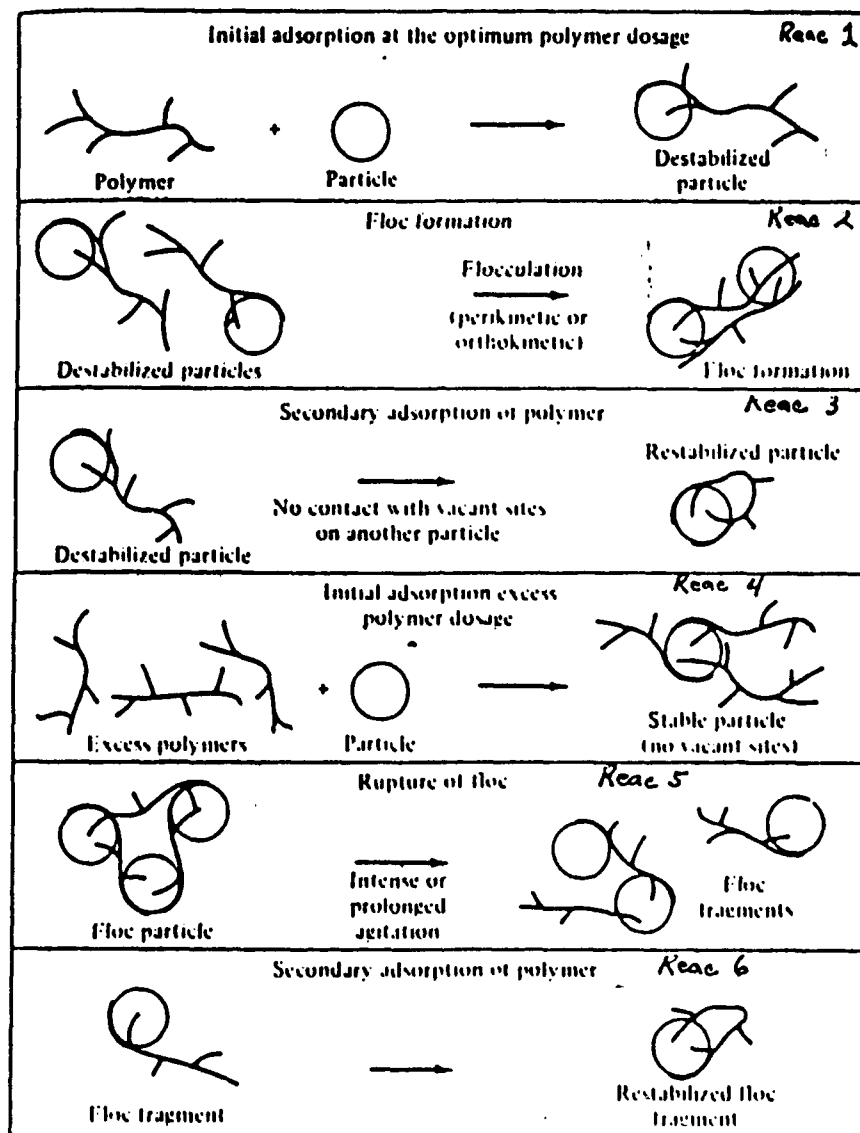 Initial adsorption at the optimum polymer dosage Reac 1
+
Polymer
Particle
Destabilized
particle
Floc formation Reac 2
Flocculation
(perikinetic or
orthokinetic)
Destabilized particles
Floc formation
Secondary adsorption of polymer Reac 3
Restabilized particle
No contact with vacant sites
on another particle
Destabilized particle
Initial adsorption excess Reac 4
polymer dosage
+
Excess polymers
Particle
Stable particle
(no vacant sites)
Rupture of floc Reac 5
Intense or
prolonged
agitation
Floc particle
Floc
fragments
Secondary adsorption of polymer Reac 6
Floc fragment
Restabilized floc
fragment